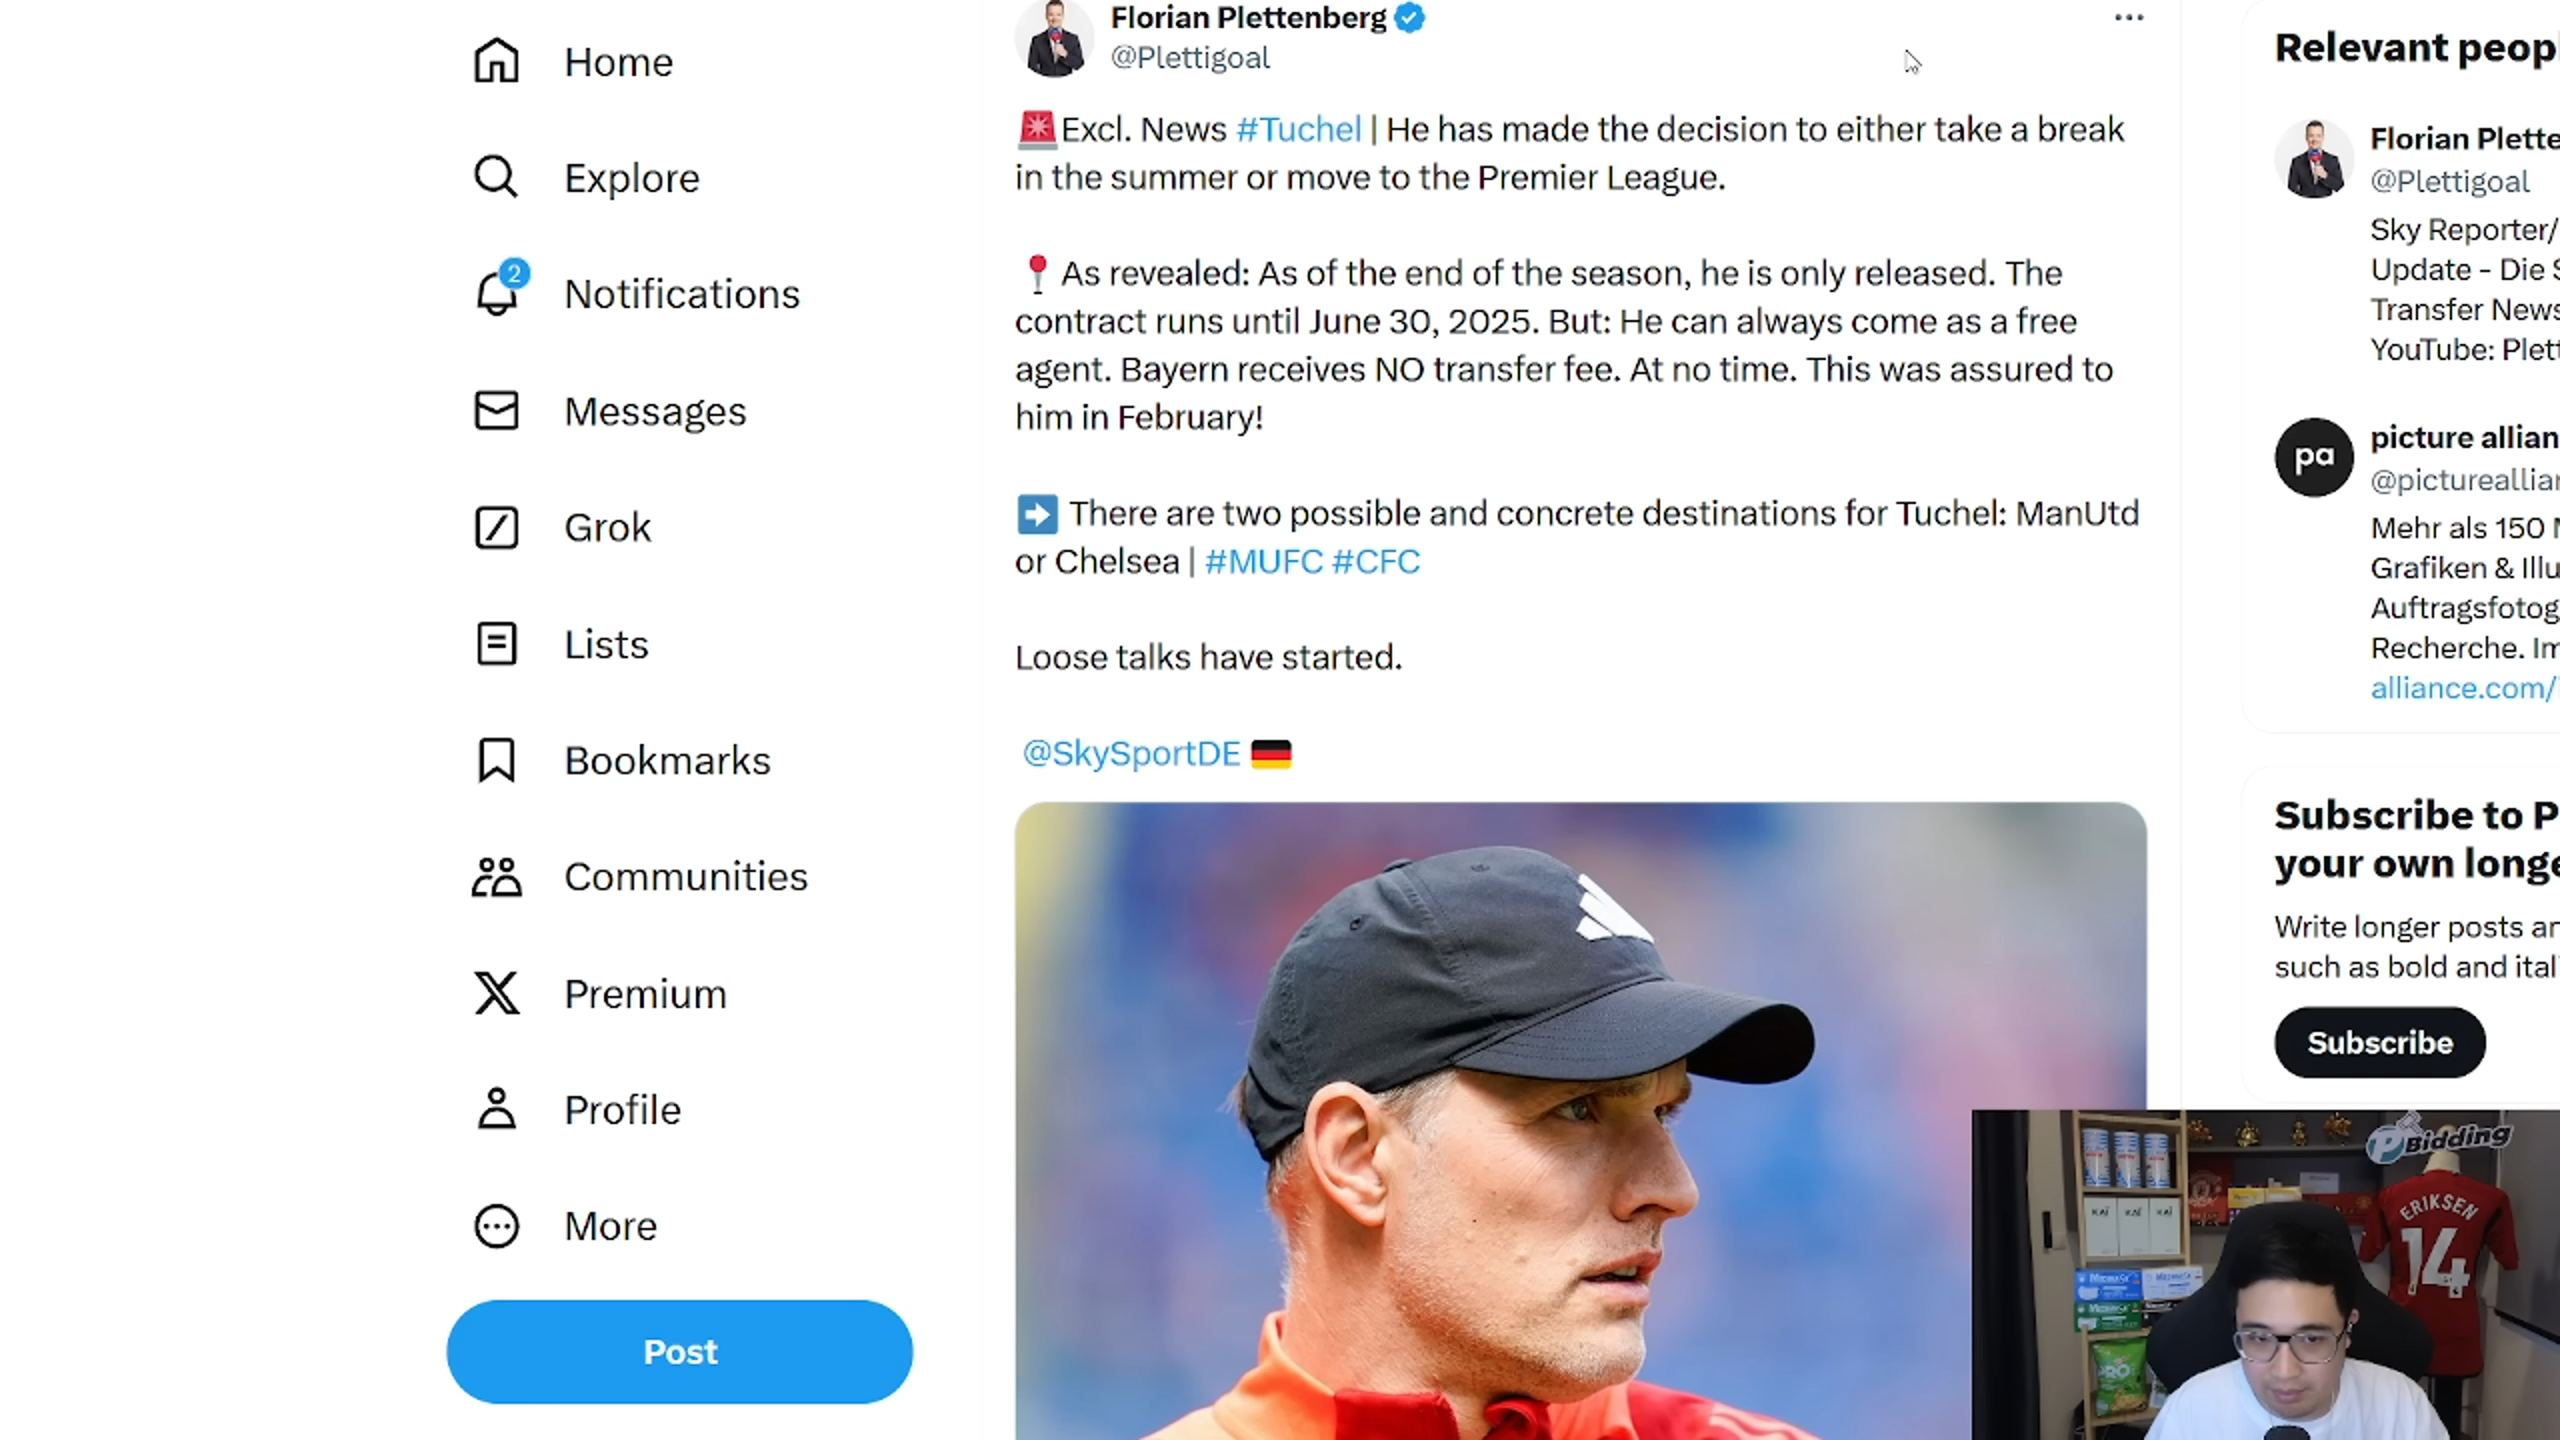 Home
Explore
2
Notifications
Messages
Grok
Lists
Bookmarks
Communities
Premium
Profile
More
Post
Florian Plettenberg
@Plettigoal
Excl. News #Tuchel | He has made the decision to either take a break
in the summer or move to the Premier League.
As revealed: As of the end of the season, he is only released. The
contract runs until June 30, 2025. But: He can always come as a free
agent. Bayern receives NO transfer fee. At no time. This was assured to
him in February!
There are two possible and concrete destinations for Tuchel: ManUtd
or Chelsea | #MUFC #CFC
Loose talks have started.
@SkySportDE
Relevant peopl
Florian Plette
@Plettigoal
Sky Reporter/
Update - Die S
Transfer News
YouTube: Plett
pa
picture allian
@pictureallian
Mehr als 150 M
Grafiken & Illu
Auftragsfotog
Recherche. Im
alliance.com/
Subscribe to P
your own longe
Write longer posts an
such as bold and ital
Subscribe
P Bidding
ERIKSEN
14
KAI KAI KAI